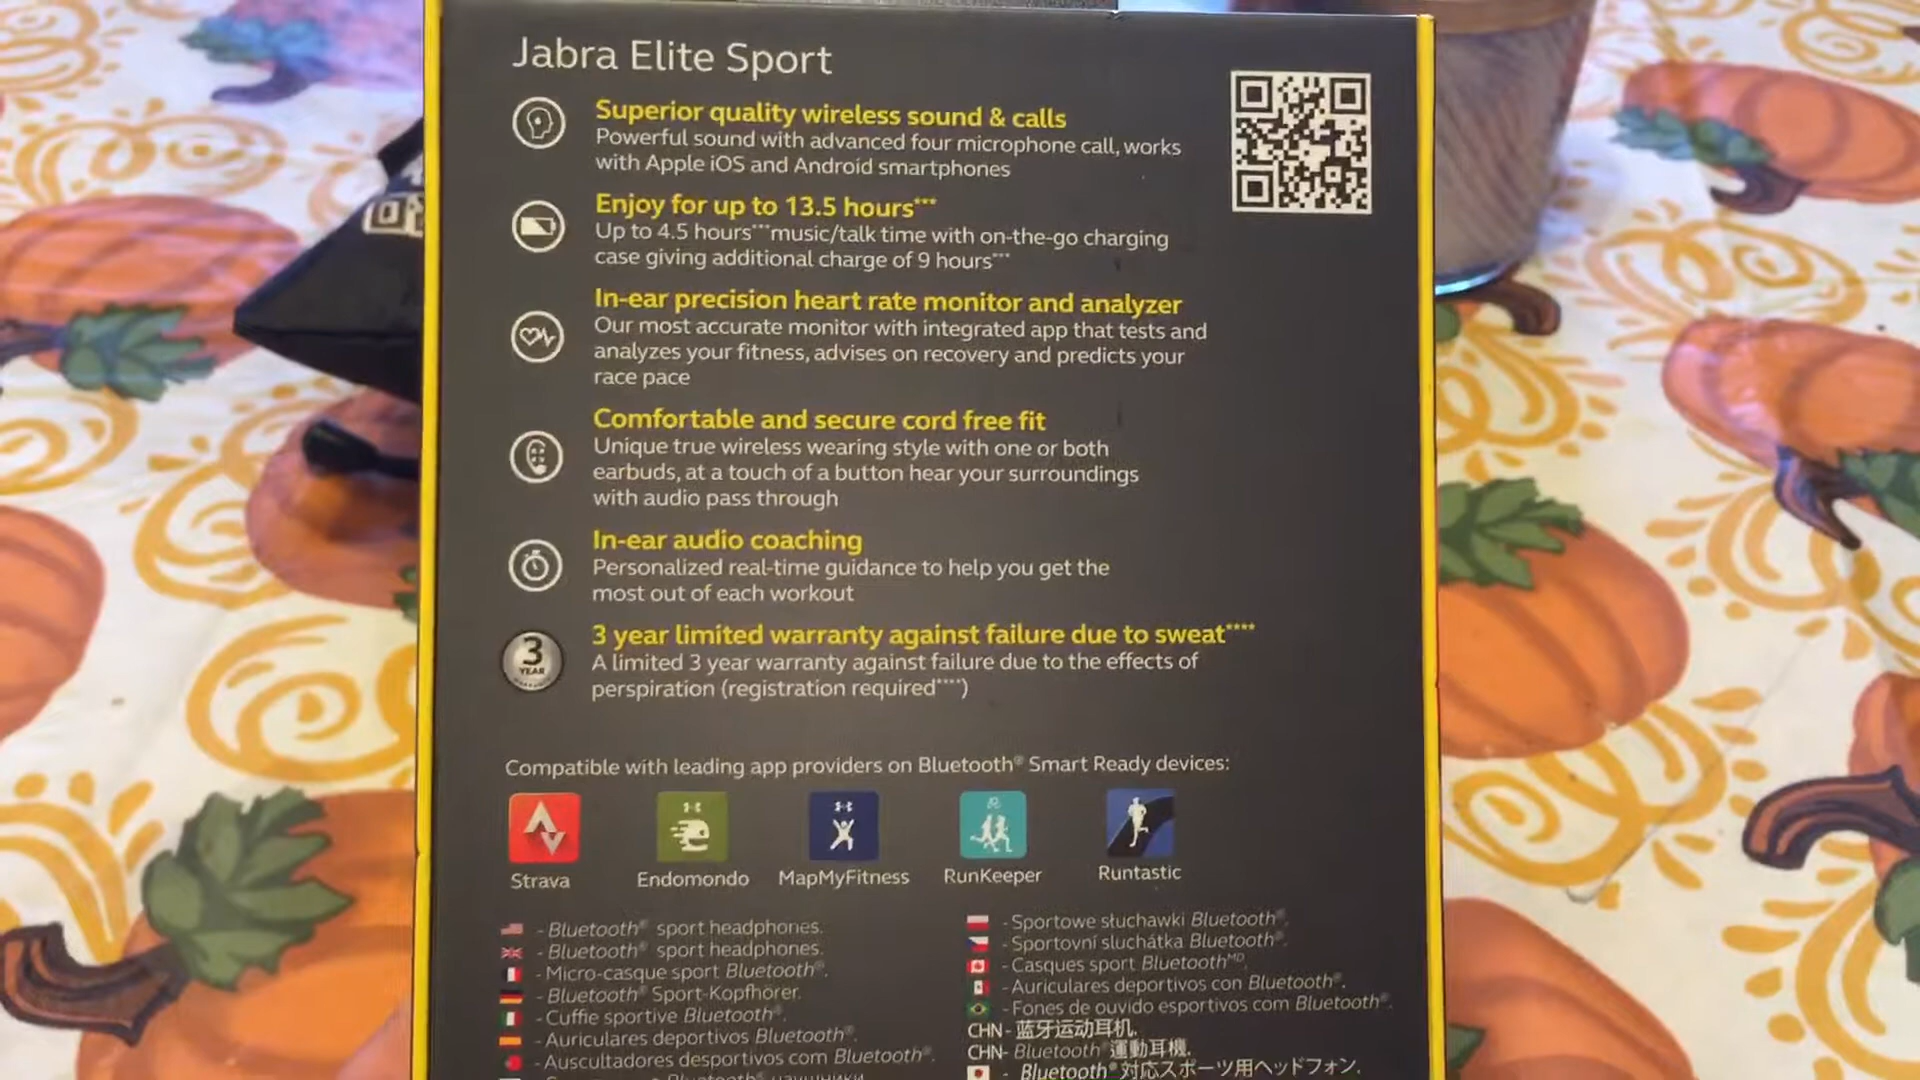 Jabra Elite Sport
Superior quality wireless sound & calls
Powerful sound with advanced four microphone call, works
with Apple iOS and Android smartphones
Enjoy for up to 13.5 hours***
Up to 4.5 hours***music/talk time with on-the-go charging
case giving additional charge of 9 hours***
In-ear precision heart rate monitor and analyzer
Our most accurate monitor with integrated app that tests and
analyzes your fitness, advises on recovery and predicts your
race pace
Comfortable and secure cord free fit
Unique true wireless wearing style with one or both
earbuds, at a touch of a button hear your surroundings
with audio pass through
In-ear audio coaching
Personalized real-time guidance to help you get the
most out of each workout
3 YEAR
3 year limited warranty against failure due to sweat****
A limited 3 year warranty against failure due to the effects of
perspiration (registration required****)
Compatible with leading app providers on Bluetooth® Smart Ready devices:
Strava Endomondo MapMyFitness RunKeeper Runtastic
- Bluetooth® sport headphones.
- Bluetooth® sport headphones.
- Micro-casque sport Bluetooth®.
- Bluetooth® Sport-Kopfhörer.
- Cuffie sportive Bluetooth®.
- Auriculares deportivos Bluetooth®.
- Auscultadores desportivos com Bluetooth®.
- Sportowe słuchawki Bluetooth®.
- Sportovní sluchátka Bluetooth®.
- Casques sport Bluetooth MD.
- Auriculares deportivos con Bluetooth®.
- Fones de ouvido esportivos com Bluetooth®.
CHN- 蓝牙运动耳机.
CHN- Bluetooth®運動耳機.
- Bluetooth®対応スポーツ用ヘッドフォン.